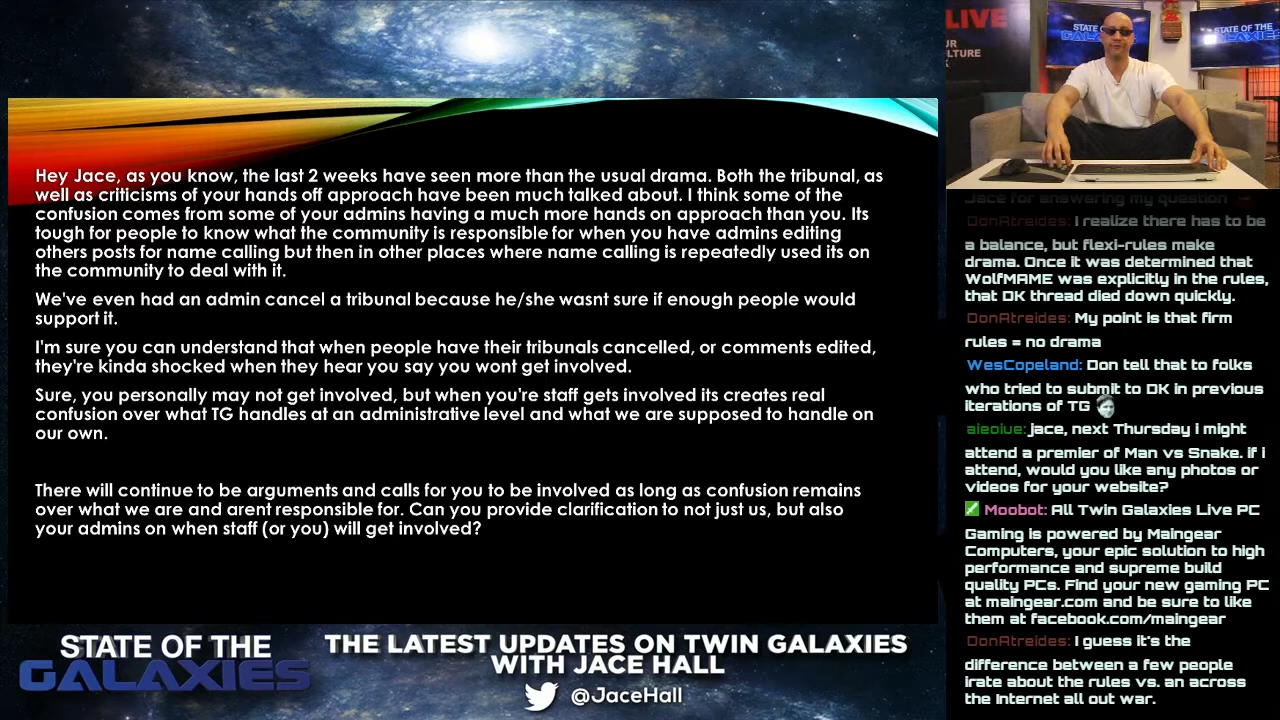 Hey Jace, as you know, the last 2 weeks have seen more than the usual drama. Both the tribunal, as
well as criticisms of your hands off approach have been much talked about. I think some of the
confusion comes from some of your admins having a much more hands on approach than you. Its
tough for people to know what the community is responsible for when you have admins editing
others posts for name calling but then in other places where name calling is repeatedly used its on
the community to deal with it.
We've even had an admin cancel a tribunal because he/she wasnt sure if enough people would
support it.
I'm sure you can understand that when people have their tribunals cancelled, or comments edited,
they're kinda shocked when they hear you say you wont get involved.
Sure, you personally may not get involved, but when you're staff gets involved its creates real
confusion over what TG handles at an administrative level and what we are supposed to handle on
our own.
There will continue to be arguments and calls for you to be involved as long as confusion remains
over what we are and arent responsible for. Can you provide clarification to not just us, but also
your admins on when staff (or you) will get involved?
STATE OF THE
GALAXIES
THE LATEST UPDATES ON TWIN GALAXIES
WITH JACE HALL
@JaceHall
LIVE
STATE OF THE
GALAXIES
Jace for answering my question
DonAtreides: I realize there has to be
a balance, but flexi-rules make
drama. Once it was determined that
WolfMAME was explicitly in the rules,
that DK thread died down quickly.
DonAtreides: My point is that firm
rules = no drama
WesCopeland: Don tell that to folks
who tried to submit to DK in previous
iterations of TG
aieoiue: jace, next Thursday i might
attend a premier of Man vs Snake. if i
attend, would you like any photos or
videos for your website?
Moobot: All Twin Galaxies Live PC
Gaming is powered by Maingear
Computers, your epic solution to high
performance and supreme build
quality PCs. Find your new gaming PC
at maingear.com and be sure to like
them at facebook.com/maingear
DonAtreides: I guess it's the
difference between a few people
irate about the rules vs. an across
the Internet all out war.